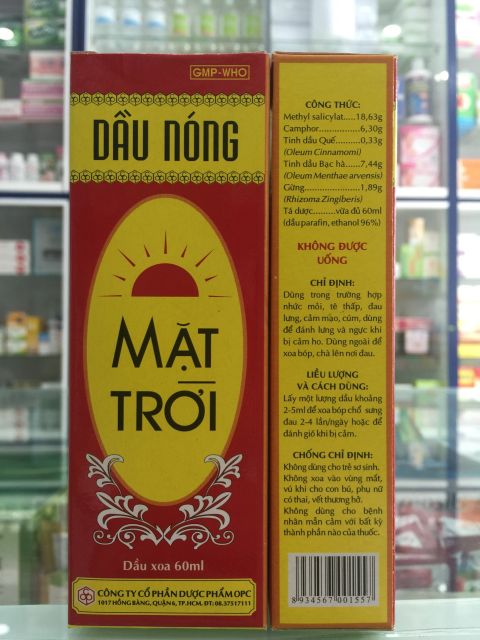 GMP-WHO
DẦU NÓNG
MẶT
TRỜI
Dầu xoa 60ml
CÔNG TY CỔ PHẦN DƯỢC PHẨM OPC
1017 HỒNG BÀNG, QUẬN 6, TP.HCM. ĐT: 08.37517111
CÔNG THỨC:
Methyl salicylat.....18,63g
Camphor................6,30g
Tinh dầu Quế.........0,33g
(Oleum Cinnamomi)
Tinh dầu Bạc hà......7,44g
(Oleum Menthae arvensis)
Gừng......................1,89g
(Rhizoma Zingiberis)
Tá dược.........vừa đủ 60ml
(dầu parafin, ethanol 96%)
KHÔNG ĐƯỢC
UỐNG
CHỈ ĐỊNH:
Dùng trong trường hợp
nhức mỏi, tê thấp, đau
lưng, cảm mạo, cúm, dùng
để đánh lưng và ngực khi
bị cảm ho. Dùng ngoài để
xoa bóp, chà lên nơi đau.
LIỀU LƯỢNG
VÀ CÁCH DÙNG:
Lấy một lượng dầu khoảng
2-5ml để xoa bóp chỗ sưng
đau 2-4 lần/ngày hoặc để
đánh gió khi bị cảm.
CHỐNG CHỈ ĐỊNH:
Không dùng cho trẻ sơ sinh.
Không xoa vào vùng mắt,
vú khi cho con bú, phụ nữ
có thai, vết thương hở.
Không dùng cho bệnh
nhân mẫn cảm với bất kỳ
thành phần nào của thuốc.
8 934567 001557